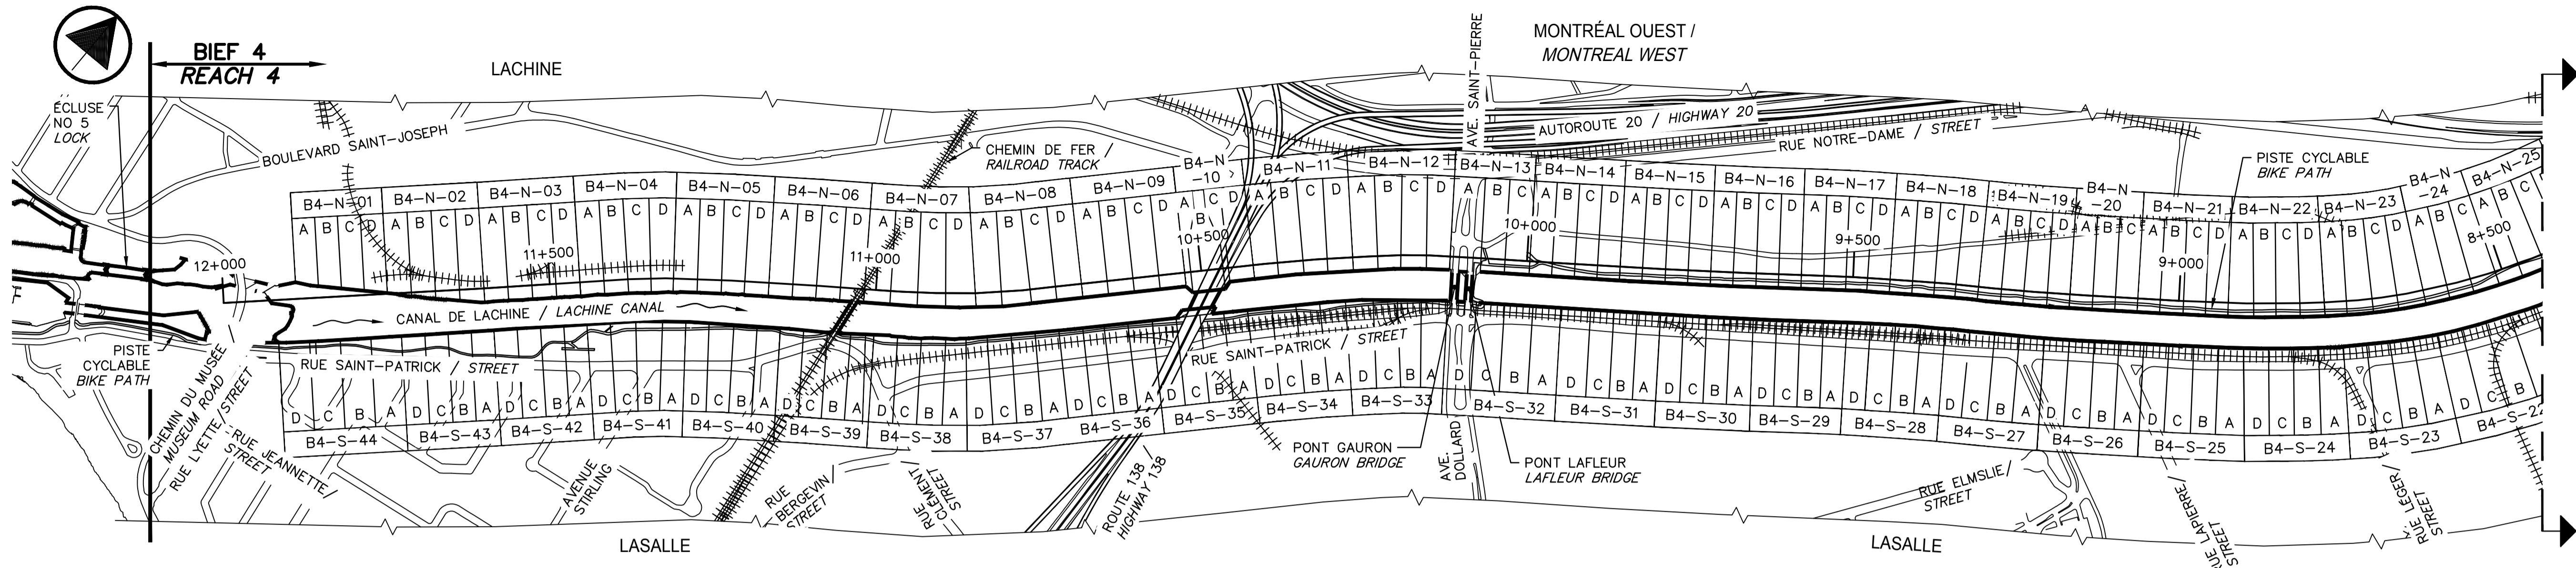 BIEF 4
REACH 4
LACHINE
MONTRÉAL OUEST /
MONTREAL WEST
ÉCLUSE
NO 5
LOCK
BOULEVARD SAINT-JOSEPH
CHEMIN DE FER /
RAILROAD TRACK
AVE. SAINT-PIERRE
AUTOROUTE 20 / HIGHWAY 20
RUE NOTRE-DAME / STREET
PISTE CYCLABLE
BIKE PATH
B4-N-01
B4-N-02
B4-N-03
B4-N-04
B4-N-05
B4-N-06
B4-N-07
B4-N-08
B4-N-09
B4-N
-10
B4-N-11
B4-N-12
B4-N-13
B4-N-14
B4-N-15
B4-N-16
B4-N-17
B4-N-18
B4-N-19
B4-N
-20
B4-N-21
B4-N-22
B4-N-23
B4-N
-24
B4-N-25
A B C D A B C D A B C D A B C D A B C D A B C D A B C D A B C D A B C D A B C D A B C D A B C D A B C A B C D A B C D A B C D A B C D A B C D A B C D A B C A B C D A B C D A B C D A B C A B C
12+000
11+500
11+000
10+500
10+000
9+500
9+000
8+500
CANAL DE LACHINE / LACHINE CANAL
PISTE
CYCLABLE
BIKE PATH
RUE SAINT-PATRICK / STREET
RUE SAINT-PATRICK / STREET
D C B A D C B A D C B A D C B A D C B A D C B A D C B A D C B A D C B A D C B A D C B A D C B A D C B A D C B A D C B A D C B A D C B A D C B A D C B A D C B A D C B A D C B
B4-S-44
B4-S-43
B4-S-42
B4-S-41
B4-S-40
B4-S-39
B4-S-38
B4-S-37
B4-S-36
B4-S-35
B4-S-34
B4-S-33
B4-S-32
B4-S-31
B4-S-30
B4-S-29
B4-S-28
B4-S-27
B4-S-26
B4-S-25
B4-S-24
B4-S-23
B4-S-22
CHEMIN DU MUSÉE /
MUSEUM ROAD
RUE LYETTE/STREET
RUE JEANNETTE/
STREET
AVENUE
STIRLING
RUE
BERGEVIN/
STREET
RUE
CLÉMENT
STREET
ROUTE 138 /
HIGHWAY 138
PONT GAURON
GAURON BRIDGE
AVE.
DOLLARD
PONT LAFLEUR
LAFLEUR BRIDGE
RUE ELMSLIE/
STREET
RUE LAPIERRE/
STREET
RUE LÉGER/
STREET
LASALLE
LASALLE